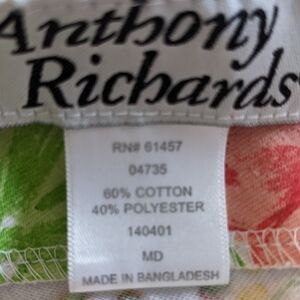 Anthony
Richards
RN# 61457
04735
60% COTTON
40% POLYESTER
140401
MD
MADE IN BANGLADESH